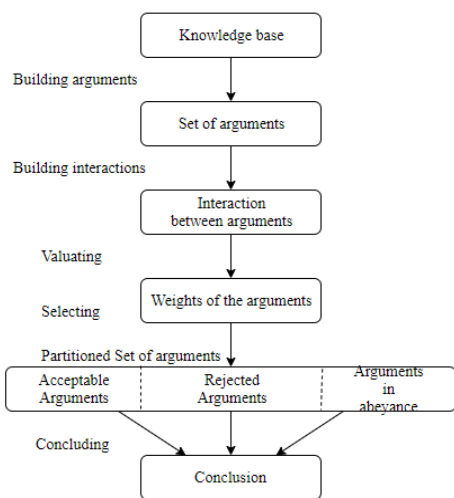 Knowledge base
Building arguments
Set of arguments
Building interactions
Interaction
between arguments
Valuating
Weights of the arguments
Selecting
Partitioned Set of arguments
Acceptable
Arguments
Rejected
Arguments
Arguments
in
abeyance
Concluding
Conclusion